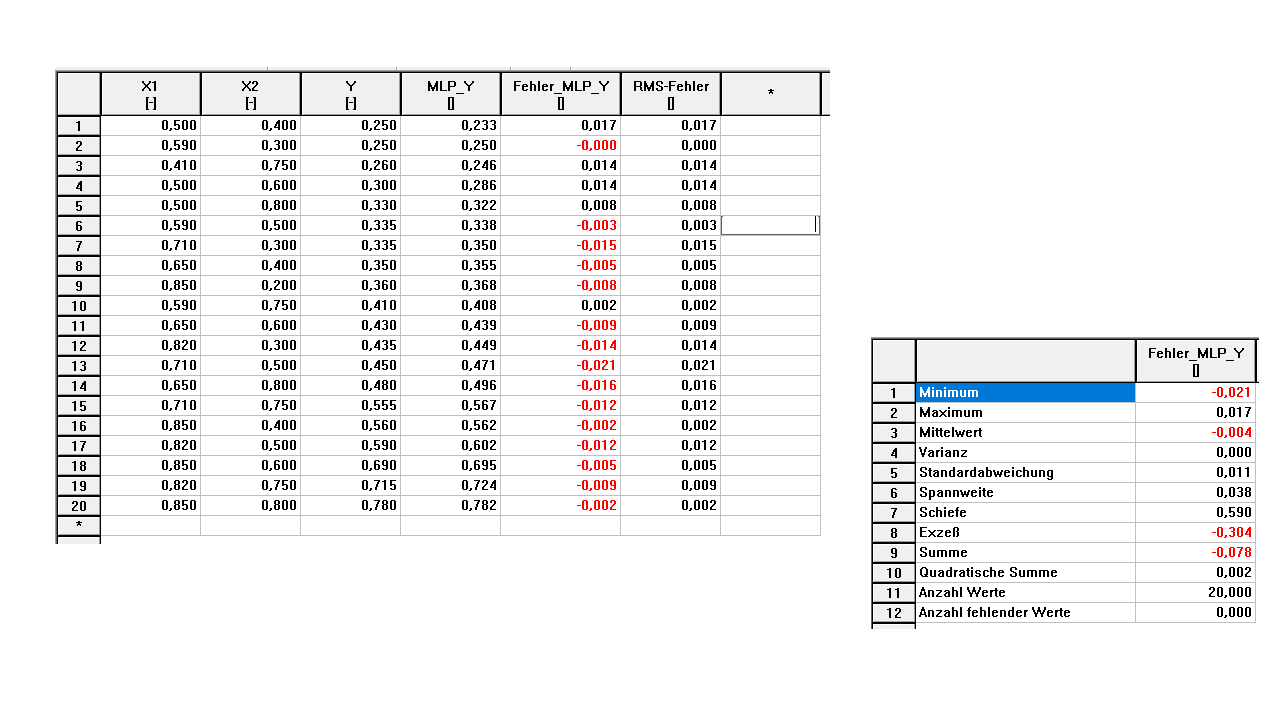 X1 X2 Y MLP_Y Fehler_MLP_Y RMS-Fehler *
[-] [-] [-] [] [] []
1 0,500 0,400 0,250 0,233 0,017 0,017
2 0,590 0,300 0,250 0,250 -0,000 0,000
3 0,410 0,750 0,260 0,246 0,014 0,014
4 0,500 0,600 0,300 0,286 0,014 0,014
5 0,500 0,800 0,330 0,322 0,008 0,008
6 0,590 0,500 0,335 0,338 -0,003 0,003
7 0,710 0,300 0,335 0,350 -0,015 0,015
8 0,650 0,400 0,350 0,355 -0,005 0,005
9 0,850 0,200 0,360 0,368 -0,008 0,008
10 0,590 0,750 0,410 0,408 0,002 0,002
11 0,650 0,600 0,430 0,439 -0,009 0,009
12 0,820 0,300 0,435 0,449 -0,014 0,014
13 0,710 0,500 0,450 0,471 -0,021 0,021
14 0,650 0,800 0,480 0,496 -0,016 0,016
15 0,710 0,750 0,555 0,567 -0,012 0,012
16 0,850 0,400 0,560 0,562 -0,002 0,002
17 0,820 0,500 0,590 0,602 -0,012 0,012
18 0,850 0,600 0,690 0,695 -0,005 0,005
19 0,820 0,750 0,715 0,724 -0,009 0,009
20 0,850 0,800 0,780 0,782 -0,002 0,002
*
Fehler_MLP_Y
[]
1 Minimum -0,021
2 Maximum 0,017
3 Mittelwert -0,004
4 Varianz 0,000
5 Standardabweichung 0,011
6 Spannweite 0,038
7 Schiefe 0,590
8 Exzeß -0,304
9 Summe -0,078
10 Quadratische Summe 0,002
11 Anzahl Werte 20,000
12 Anzahl fehlender Werte 0,000